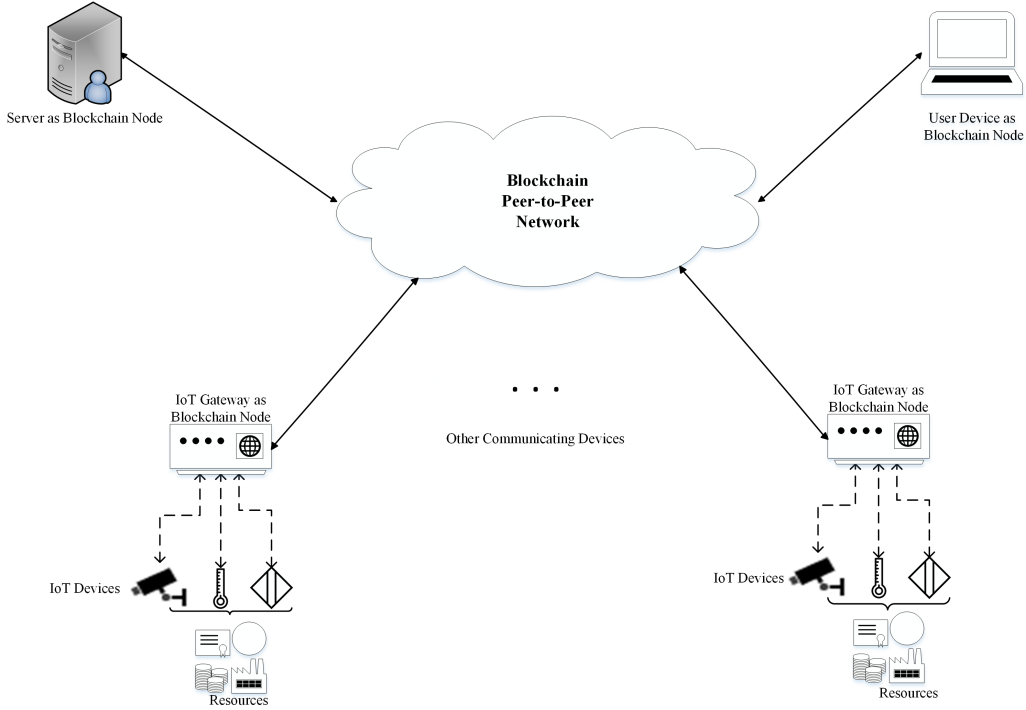 Server as Blockchain Node
User Device as
Blockchain Node
Blockchain
Peer-to-Peer
Network
IoT Gateway as
Blockchain Node
IoT Gateway as
Blockchain Node
. . .
Other Communicating Devices
IoT Devices
IoT Devices
Resources
Resources